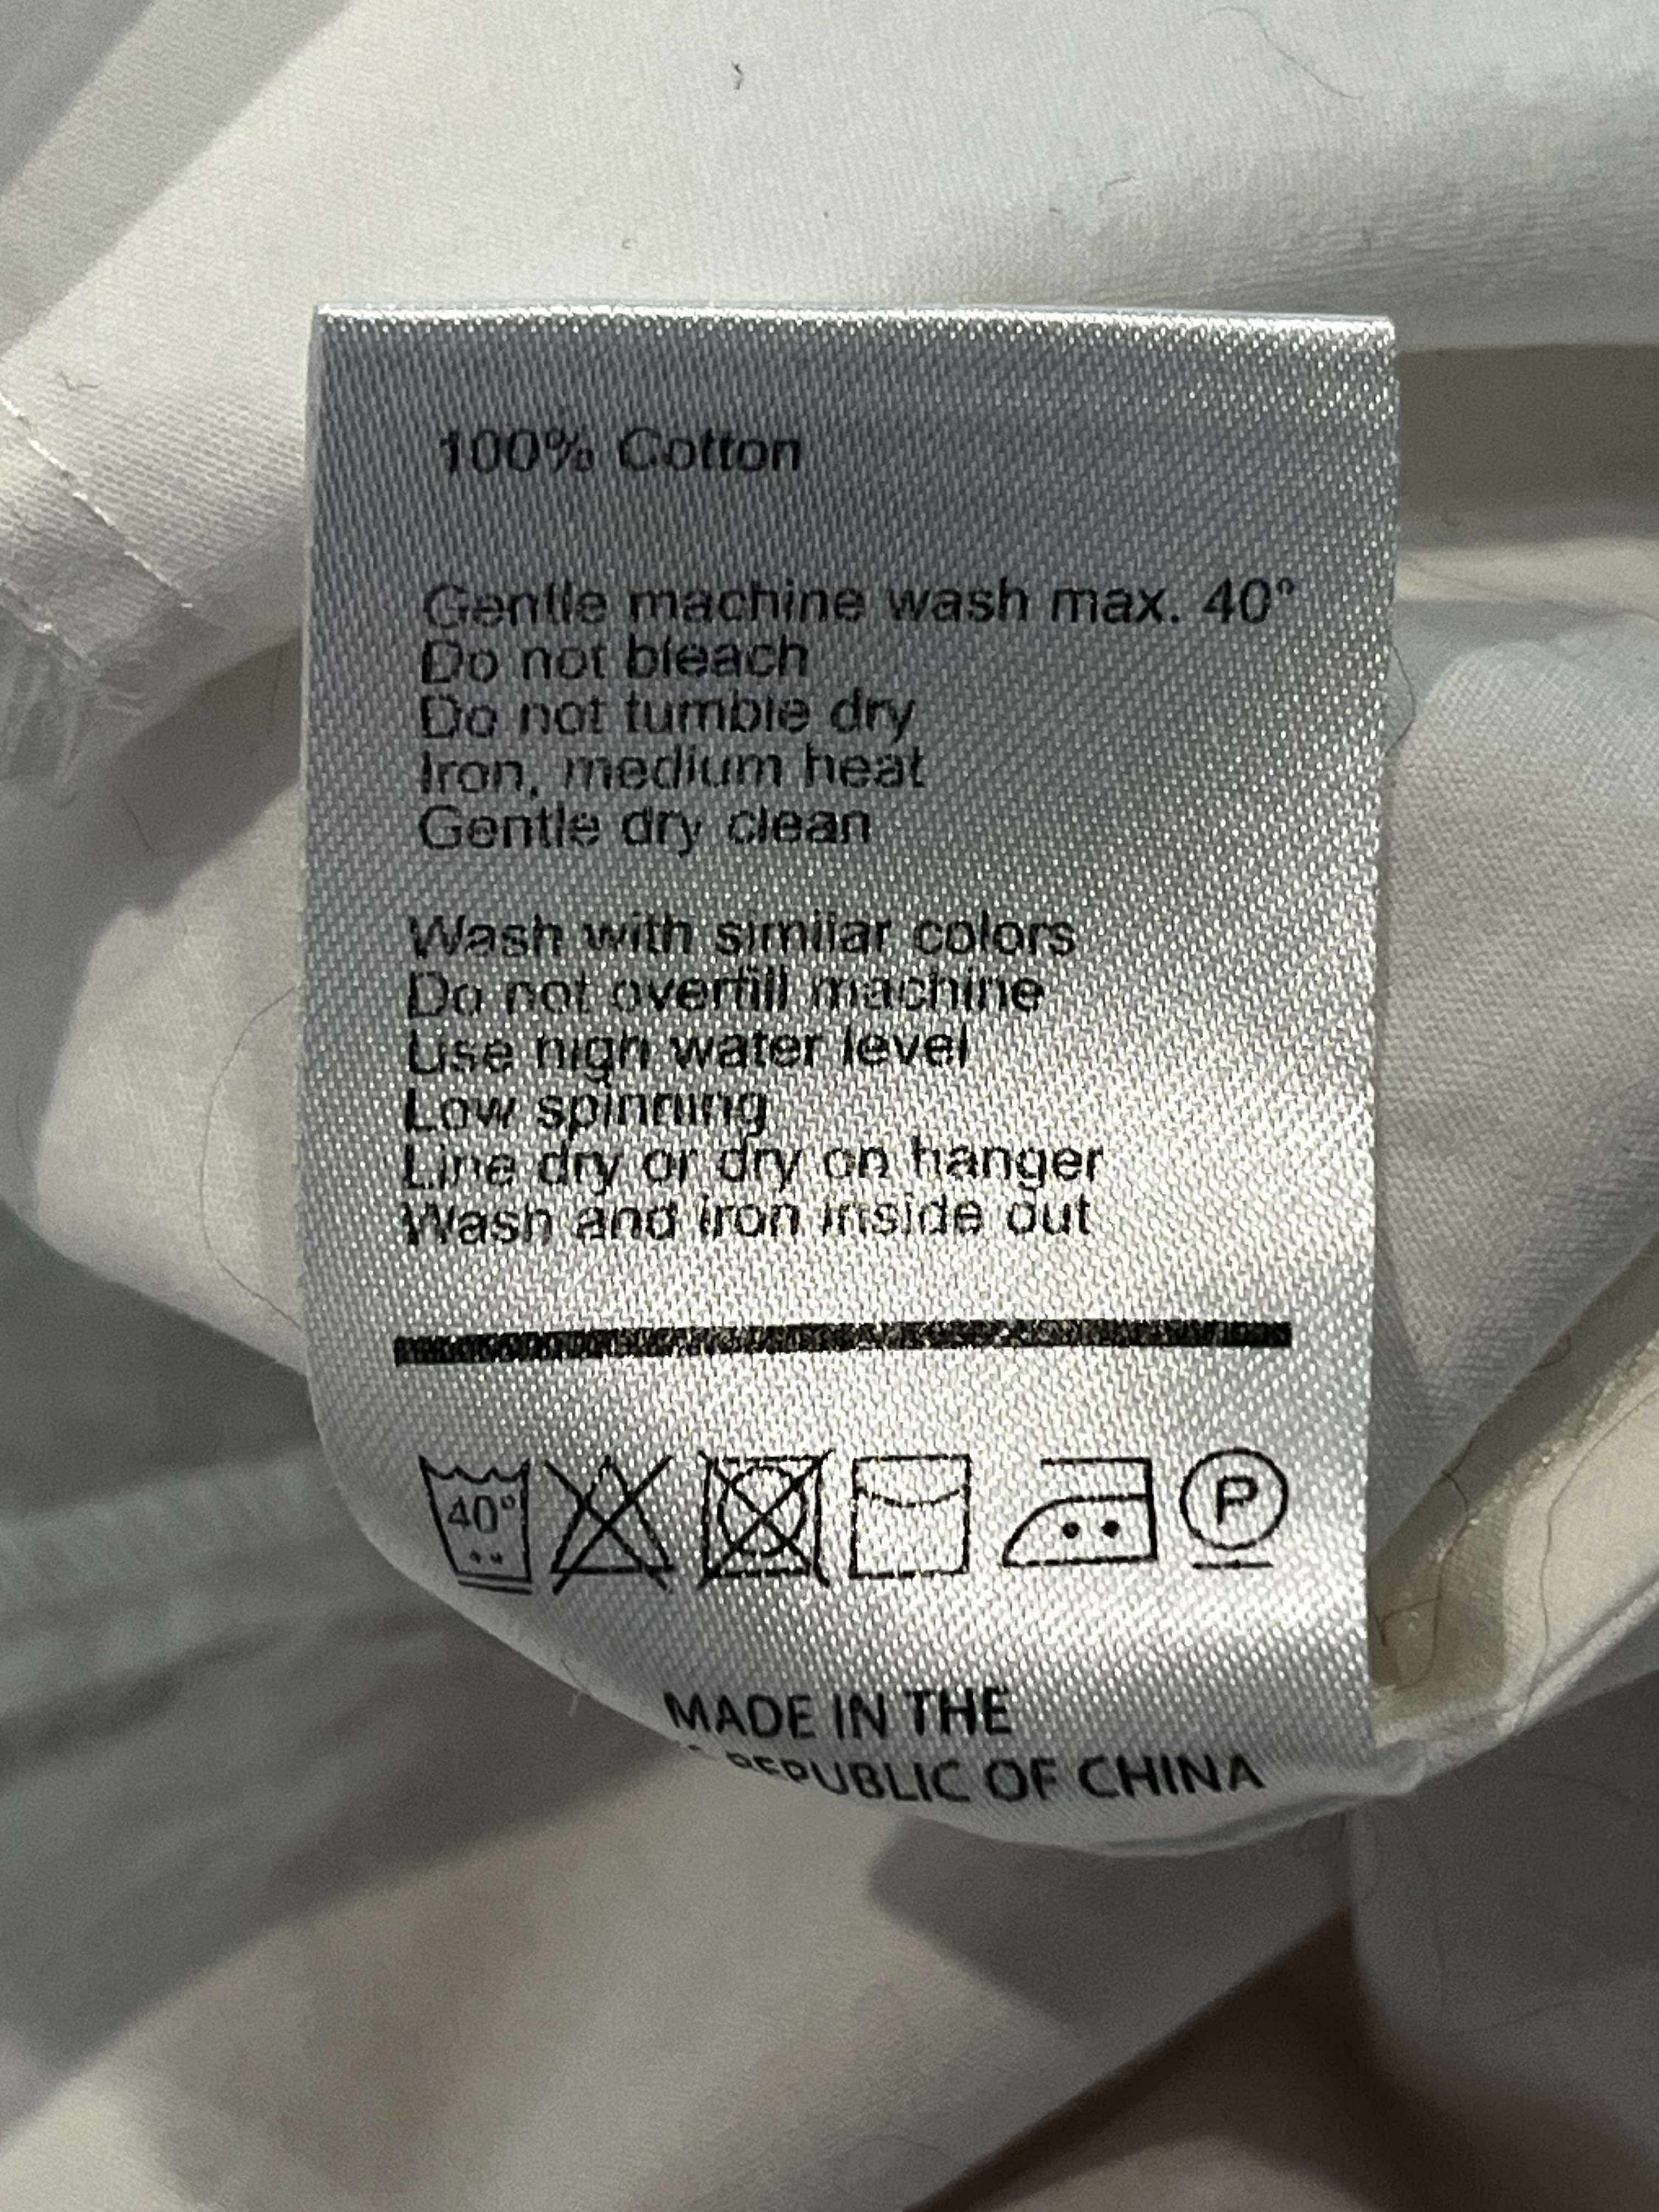 100% Cotton
Gentle machine wash max. 40°
Do not bleach
Do not tumble dry
Iron, medium heat
Gentle dry clean
Wash with similar colors
Do not overfill machine
Use high water level
Low spinning
Line dry or dry on hanger
Wash and iron inside out
40°
P
MADE IN THE
REPUBLIC OF CHINA